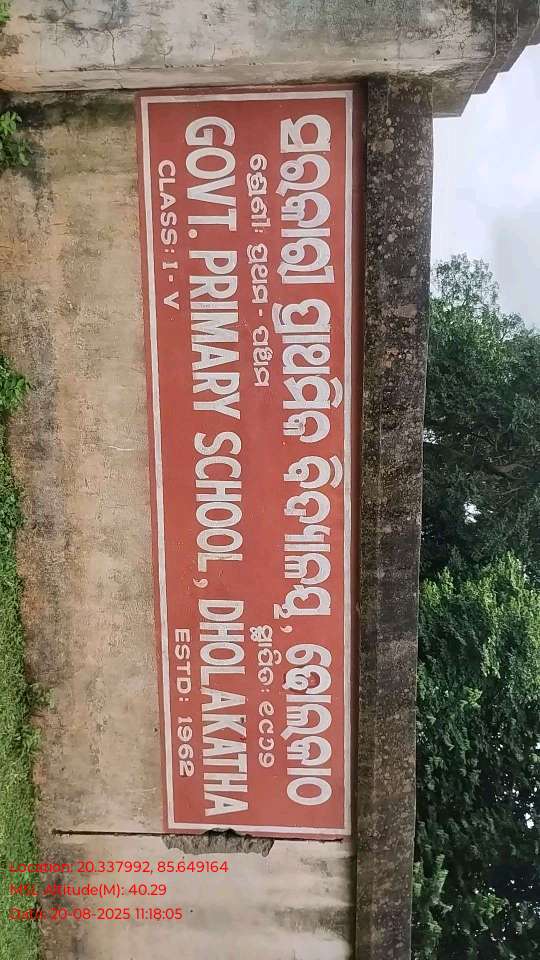 ସରକାରୀ ପ୍ରାଥମିକ ବିଦ୍ୟାଳୟ, ଢୋଲକାଠ
ଶ୍ରେଣୀ: ପ୍ରଥମ - ପଞ୍ଚମ ସ୍ଥାପିତ: ୧୯୬୨
GOVT. PRIMARY SCHOOL, DHOLAKATHA
CLASS: I - V ESTD: 1962
Location: 20.337992, 85.649164
MSL Altitude(M): 40.29
Date: 20-08-2025 11:18:05